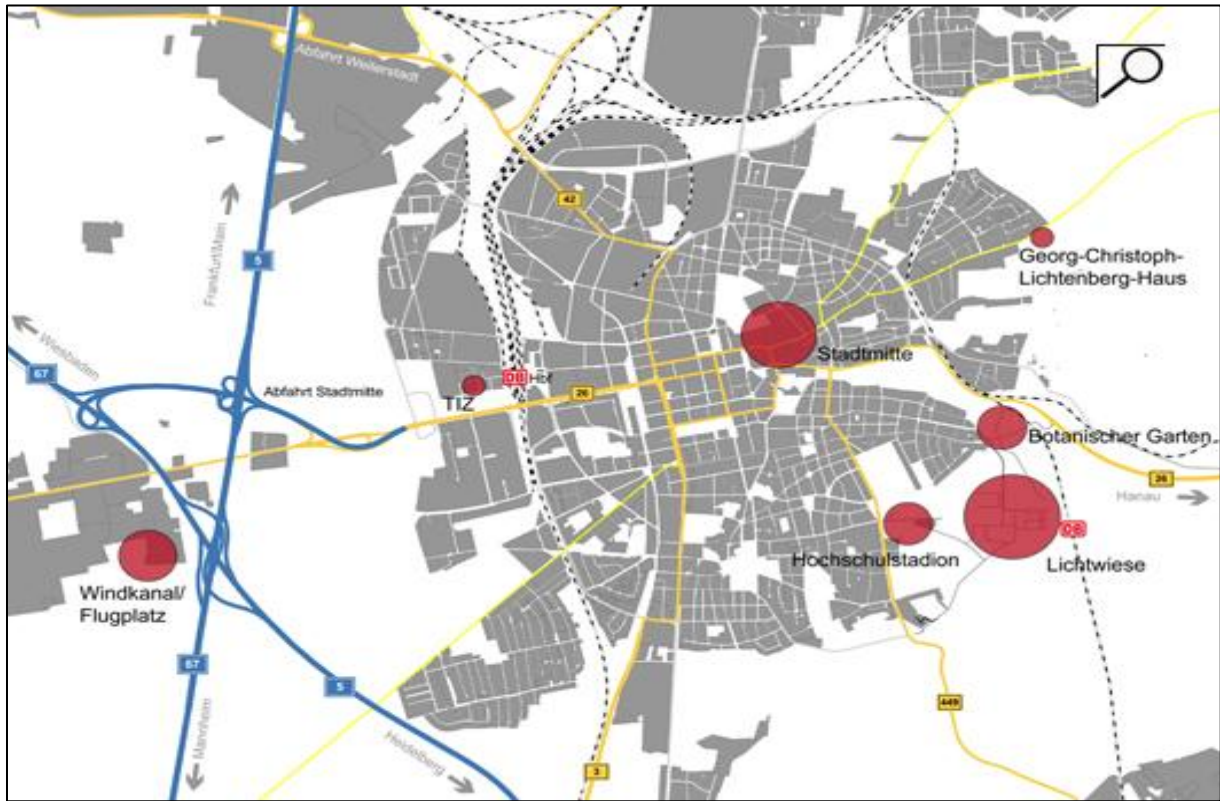 Abfahrt Weiterstadt
42
Frankfurt/Main
5
Georg-Christoph-
Lichtenberg-Haus
Wiesbaden
67
Abfahrt Stadtmitte
Stadtmitte
DB Hbf
TIZ
26
Botanischer Garten
26
Hanau
DB
Hochschulstadion
Lichtwiese
Windkanal/
Flugplatz
67
5
449
Mannheim
Heidelberg
3